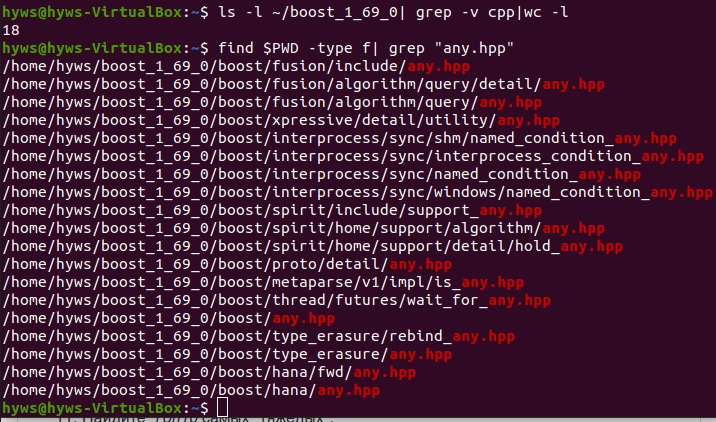 hyws@hyws-VirtualBox:~$ ls -l ~/boost_1_69_0| grep -v cpp|wc -l
18
hyws@hyws-VirtualBox:~$ find $PWD -type f| grep "any.hpp"
/home/hyws/boost_1_69_0/boost/fusion/include/any.hpp
/home/hyws/boost_1_69_0/boost/fusion/algorithm/query/detail/any.hpp
/home/hyws/boost_1_69_0/boost/fusion/algorithm/query/any.hpp
/home/hyws/boost_1_69_0/boost/xpressive/detail/utility/any.hpp
/home/hyws/boost_1_69_0/boost/interprocess/sync/shm/named_condition_any.hpp
/home/hyws/boost_1_69_0/boost/interprocess/sync/interprocess_condition_any.hpp
/home/hyws/boost_1_69_0/boost/interprocess/sync/named_condition_any.hpp
/home/hyws/boost_1_69_0/boost/interprocess/sync/windows/named_condition_any.hpp
/home/hyws/boost_1_69_0/boost/spirit/include/support_any.hpp
/home/hyws/boost_1_69_0/boost/spirit/home/support/algorithm/any.hpp
/home/hyws/boost_1_69_0/boost/spirit/home/support/detail/hold_any.hpp
/home/hyws/boost_1_69_0/boost/proto/detail/any.hpp
/home/hyws/boost_1_69_0/boost/metaparse/v1/impl/is_any.hpp
/home/hyws/boost_1_69_0/boost/thread/futures/wait_for_any.hpp
/home/hyws/boost_1_69_0/boost/any.hpp
/home/hyws/boost_1_69_0/boost/type_erasure/rebind_any.hpp
/home/hyws/boost_1_69_0/boost/type_erasure/any.hpp
/home/hyws/boost_1_69_0/boost/hana/fwd/any.hpp
/home/hyws/boost_1_69_0/boost/hana/any.hpp
hyws@hyws-VirtualBox:~$